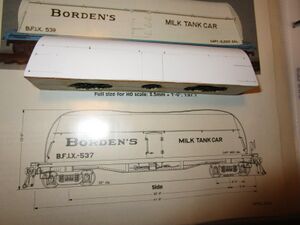 BORDEN'S
MILK TANK CAR
B.F.I.X. 539
Full size for HO scale: 3.5mm = 1'-0",
BORDEN'S
MILK TANK CAR
B.F.I.X.-537
Side